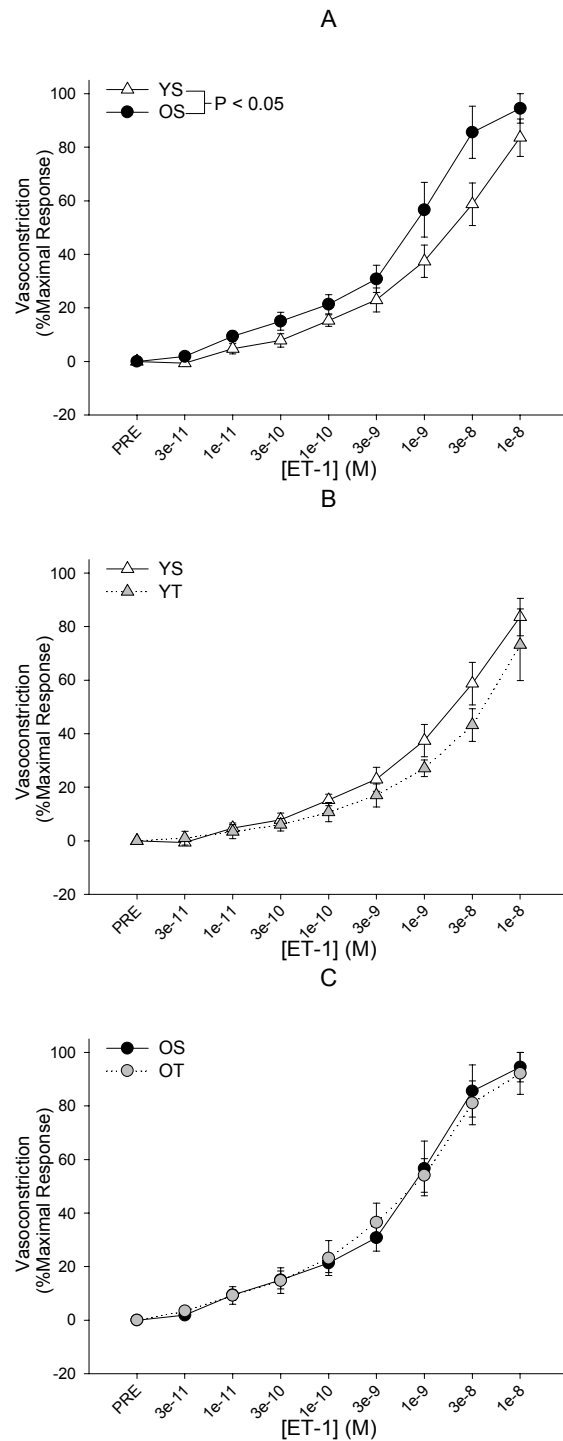 A
YS
OS
P < 0.05
Vasoconstriction
(%Maximal Response)
100
80
60
40
20
0
-20
PRE
3e-11
1e-11
3e-10
1e-10
3e-9
1e-9
3e-8
1e-8
[ET-1] (M)
B
YS
YT
Vasoconstriction
(%Maximal Response)
100
80
60
40
20
0
-20
PRE
3e-11
1e-11
3e-10
1e-10
3e-9
1e-9
3e-8
1e-8
[ET-1] (M)
C
OS
OT
Vasoconstriction
(%Maximal Response)
100
80
60
40
20
0
-20
PRE
3e-11
1e-11
3e-10
1e-10
3e-9
1e-9
3e-8
1e-8
[ET-1] (M)